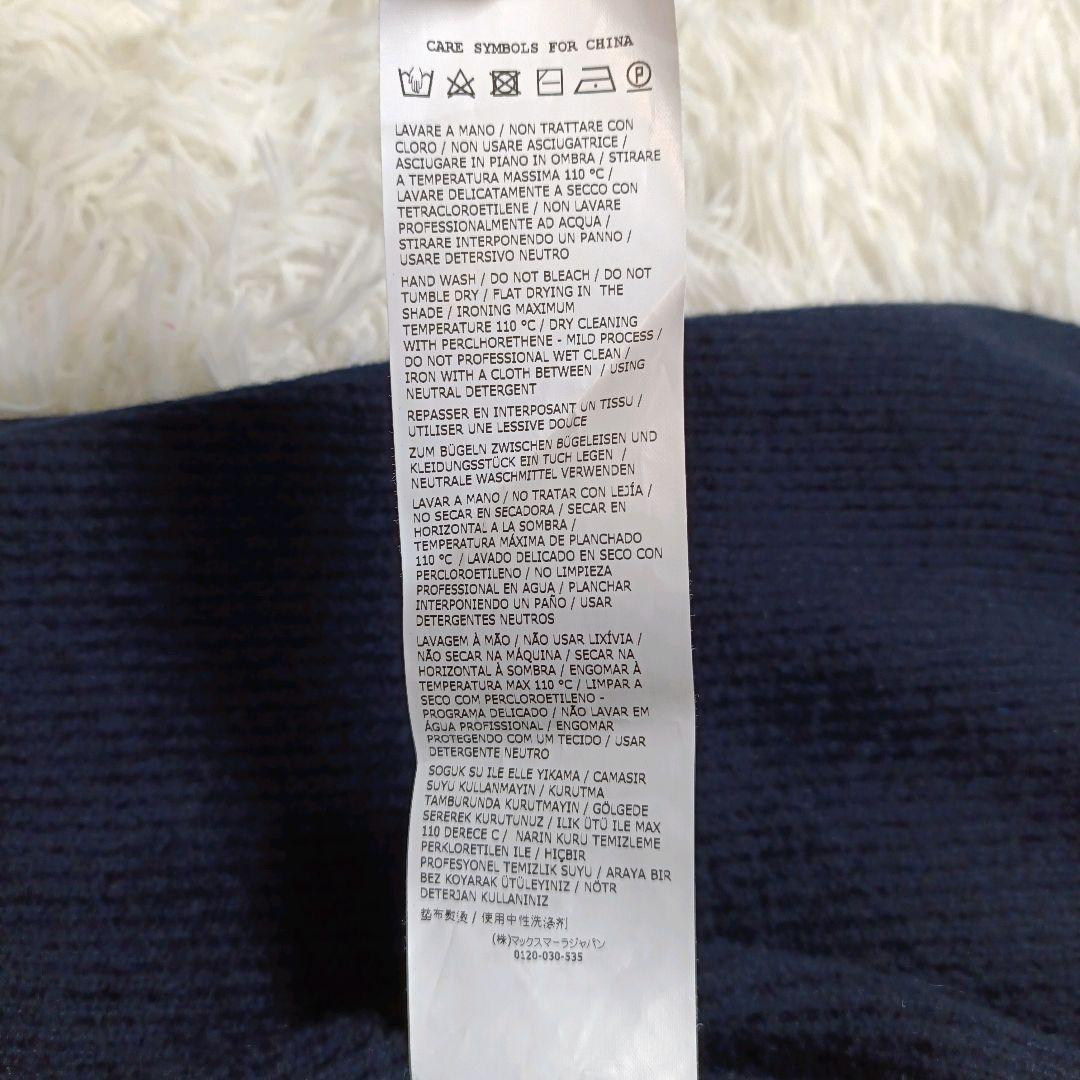 CARE SYMBOLS FOR CHINA
P
LAVARE A MANO / NON TRATTARE CON
CLORO / NON USARE ASCIUGATRICE /
ASCIUGARE IN PIANO IN OMBRA / STIRARE
A TEMPERATURA MASSIMA 110 °C /
LAVARE DELICATAMENTE A SECCO CON
TETRACLOROETILENE / NON LAVARE
PROFESSIONALMENTE AD ACQUA /
STIRARE INTERPONENDO UN PANNO /
USARE DETERSIVO NEUTRO
HAND WASH / DO NOT BLEACH / DO NOT
TUMBLE DRY / FLAT DRYING IN THE
SHADE / IRONING MAXIMUM
TEMPERATURE 110 °C / DRY CLEANING
WITH PERCLHORETHENE - MILD PROCESS /
DO NOT PROFESSIONAL WET CLEAN /
IRON WITH A CLOTH BETWEEN / USING
NEUTRAL DETERGENT
REPASSER EN INTERPOSANT UN TISSU /
UTILISER UNE LESSIVE DOUCE
ZUM BÜGELN ZWISCHEN BÜGELEISEN UND
KLEIDUNGSSTÜCK EIN TUCH LEGEN /
NEUTRALE WASCHMITTEL VERWENDEN
LAVAR A MANO / NO TRATAR CON LEJÍA /
NO SECAR EN SECADORA / SECAR EN
HORIZONTAL A LA SOMBRA /
TEMPERATURA MÁXIMA DE PLANCHADO
110 °C / LAVADO DELICADO EN SECO CON
PERCLOROETILENO / NO LIMPIEZA
PROFESSIONAL EN AGUA / PLANCHAR
INTERPONIENDO UN PAÑO / USAR
DETERGENTES NEUTROS
LAVAGEM À MÃO / NÃO USAR LIXÍVIA /
NÃO SECAR NA MÁQUINA / SECAR NA
HORIZONTAL À SOMBRA / ENGOMAR À
TEMPERATURA MAX 110 °C / LIMPAR A
SECO COM PERCLOROETILENO -
PROGRAMA DELICADO / NÃO LAVAR EM
ÁGUA PROFISSIONAL / ENGOMAR
PROTEGENDO COM UM TECIDO / USAR
DETERGENTE NEUTRO
SOGUK SU ILE ELLE YIKAMA / CAMASIR
SUYU KULLANMAYIN / KURUTMA
TAMBURUNDA KURUTMAYIN / GÖLGEDE
SEREREK KURUTUNUZ / ILIK ÜTÜ ILE MAX
110 DERECE C / NARIN KURU TEMIZLEME
PERKLORETILEN ILE / HIÇBIR
PROFESYONEL TEMIZLIK SUYU / ARAYA BIR
BEZ KOYARAK ÜTÜLEYINIZ / NÖTR
DETERJAN KULLANINIZ
垫布熨烫 / 使用中性洗涤剂
(株)マックスマーラジャパン
0120-030-535